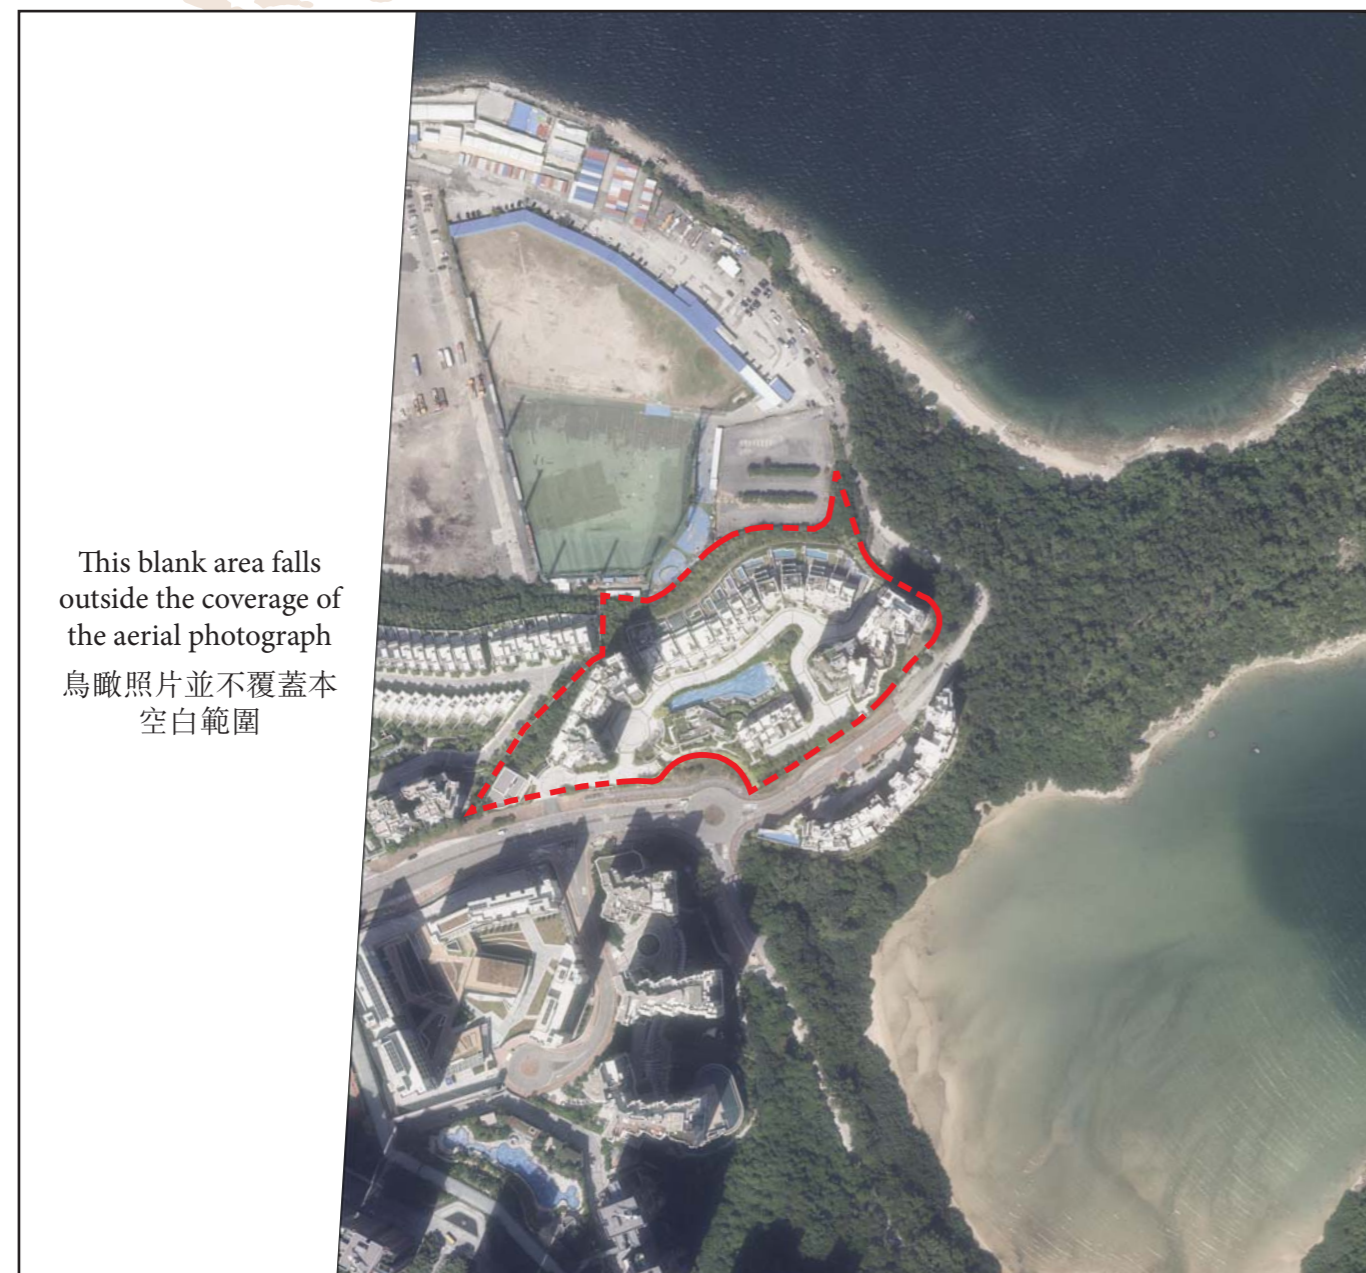 This blank area falls
outside the coverage of
the aerial photograph
鳥瞰照片並不覆蓋本
空白範圍